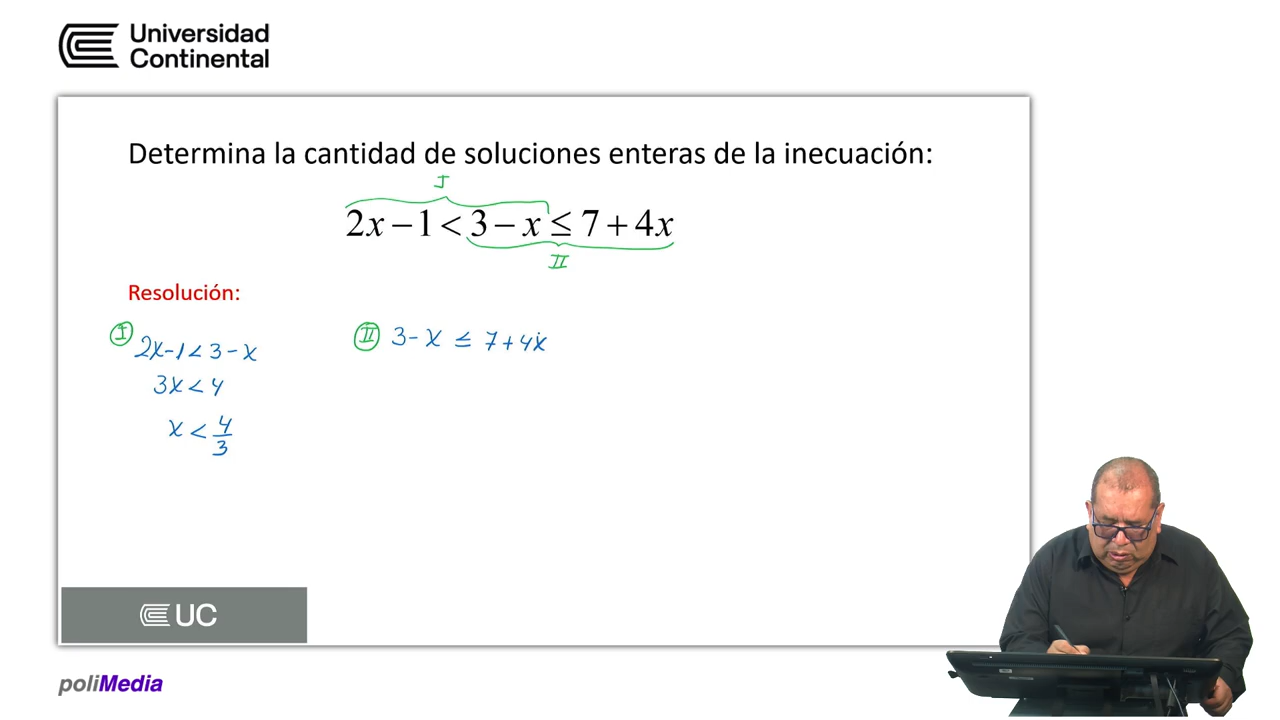 Universidad
Continental
Determina la cantidad de soluciones enteras de la inecuación:
I
2x − 1 < 3 − x ≤ 7 + 4x
II
Resolución:
I 2x-1 < 3 - x
3x < 4
x < 4/3
II 3 - x ≤ 7 + 4x
UC
poliMedia